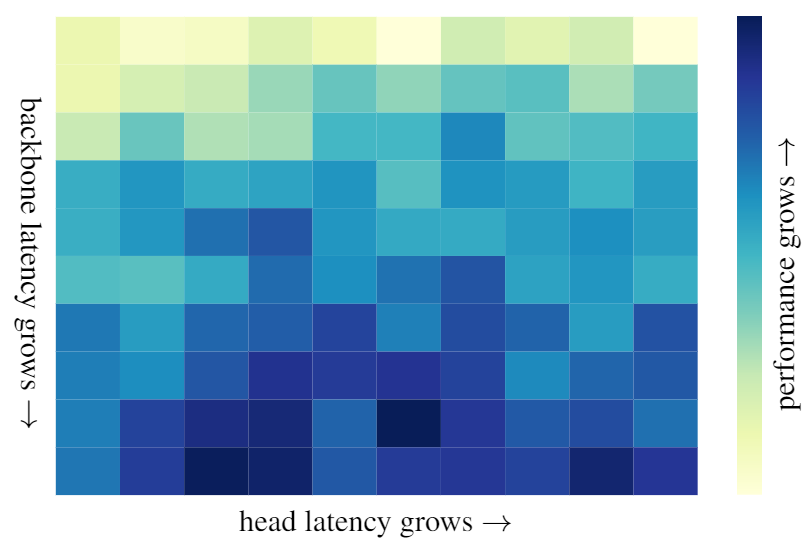 backbone latency grows →
head latency grows →
performance grows →